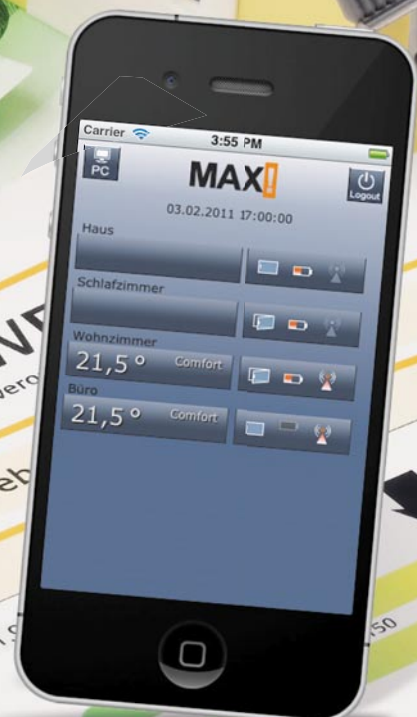 Carrier 3:55 PM
PC MAX! Logout
03.02.2011 17:00:00
Haus
Schlafzimmer
Wohnzimmer
21,5° Comfort
Büro
21,5° Comfort
50